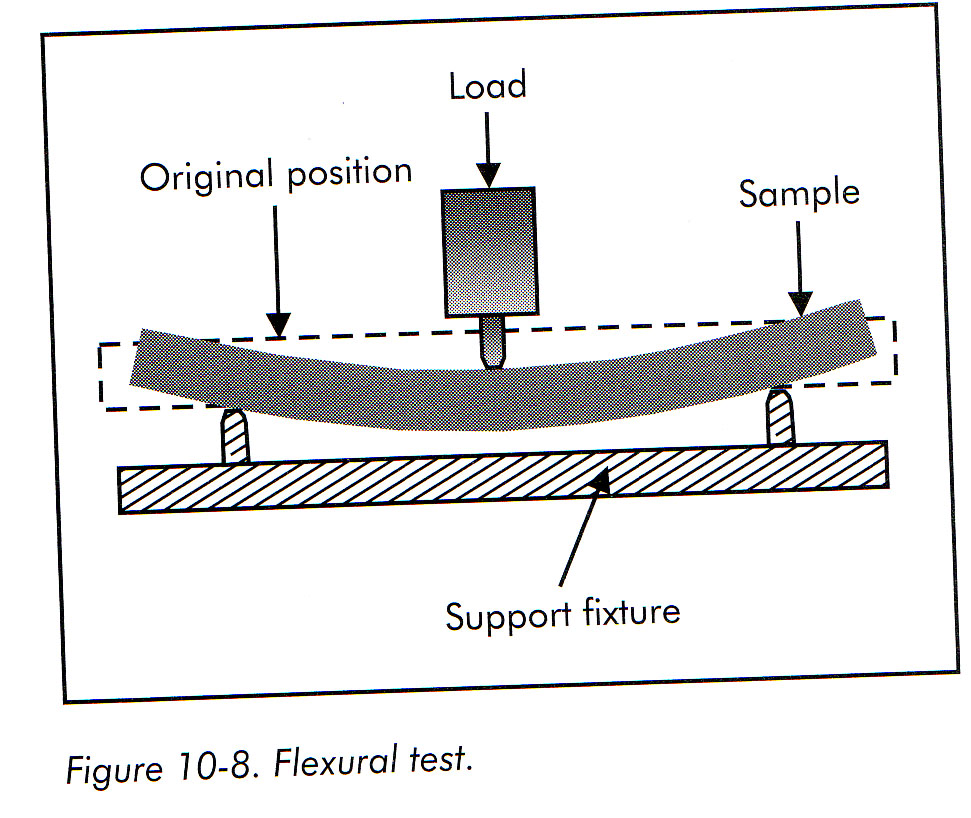 Load
Original position
Sample
Support fixture
Figure 10-8. Flexural test.